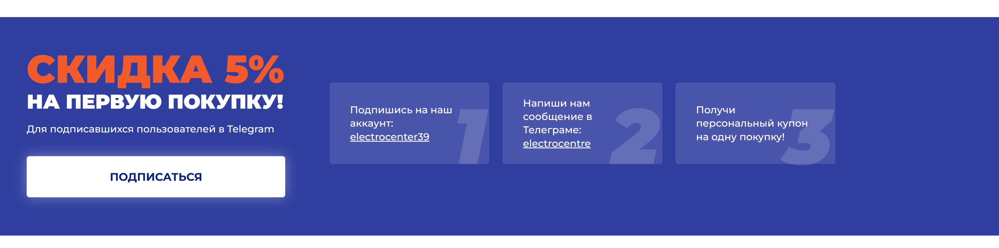 СКИДКА 5%
НА ПЕРВУЮ ПОКУПКУ!
Для подписавшихся пользователей в Telegram
ПОДПИСАТЬСЯ
Подпишись на наш
аккаунт:
electrocenter39
1
Напиши нам
сообщение в
Телеграме:
electrocentre
2
Получи
персональный купон
на одну покупку!
3